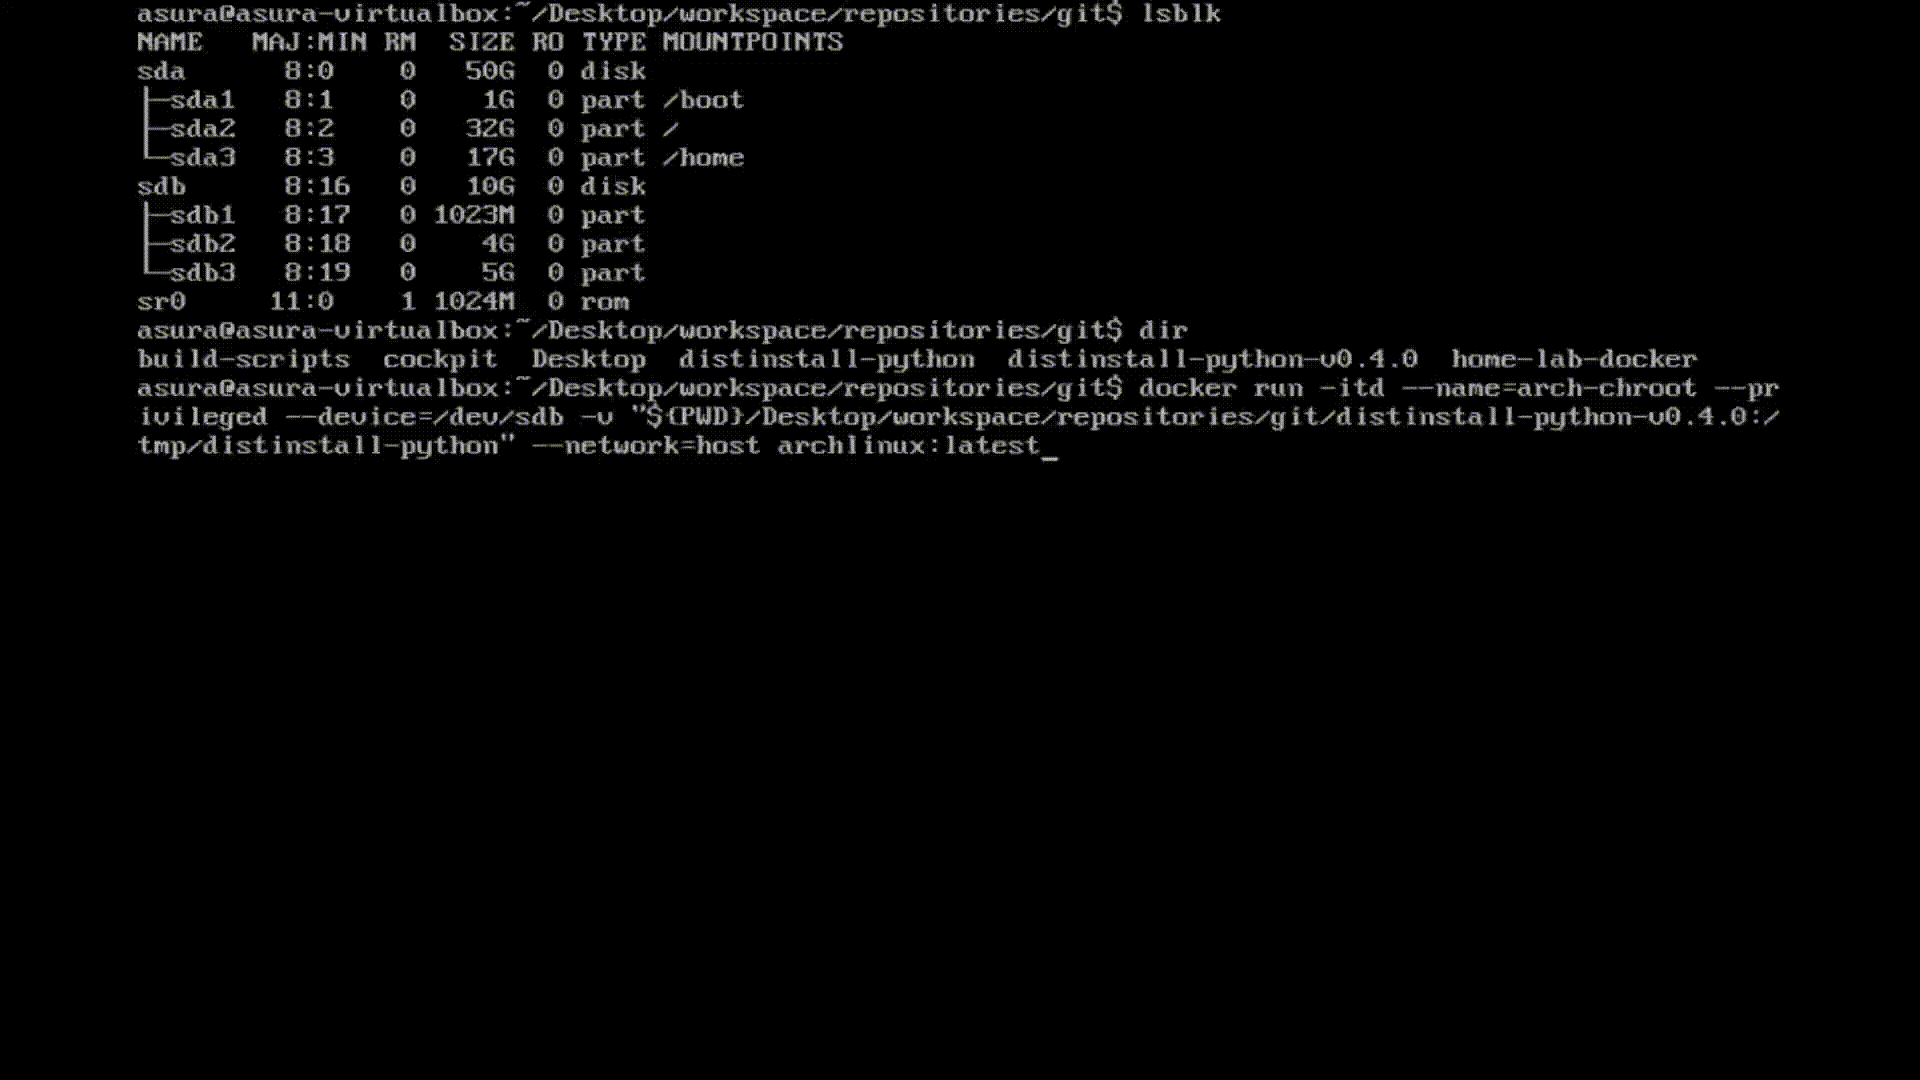 asura@asura-virtualbox:~/Desktop/workspace/repositories/git$ lsblk
NAME   MAJ:MIN RM   SIZE RO TYPE MOUNTPOINTS
sda      8:0    0    50G  0 disk
├─sda1   8:1    0     1G  0 part /boot
├─sda2   8:2    0    32G  0 part /
└─sda3   8:3    0    17G  0 part /home
sdb      8:16   0    10G  0 disk
├─sdb1   8:17   0  1023M  0 part
├─sdb2   8:18   0     4G  0 part
└─sdb3   8:19   0     5G  0 part
sr0     11:0    1  1024M  0 rom
asura@asura-virtualbox:~/Desktop/workspace/repositories/git$ dir
build-scripts  cockpit  Desktop  distinstall-python  distinstall-python-v0.4.0  home-lab-docker
asura@asura-virtualbox:~/Desktop/workspace/repositories/git$ docker run -itd --name=arch-chroot --pr
ivileged --device=/dev/sdb -v "${PWD}/Desktop/workspace/repositories/git/distinstall-python-v0.4.0:/
tmp/distinstall-python" --network=host archlinux:latest_